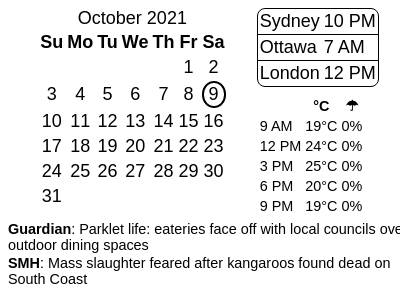 October 2021
Su Mo Tu We Th Fr Sa
1 2
3 4 5 6 7 8 9
10 11 12 13 14 15 16
17 18 19 20 21 22 23
24 25 26 27 28 29 30
31
Sydney 10 PM
Ottawa 7 AM
London 12 PM
°C ☂
9 AM 19°C 0%
12 PM 24°C 0%
3 PM 25°C 0%
6 PM 20°C 0%
9 PM 19°C 0%
Guardian: Parklet life: eateries face off with local councils ove
outdoor dining spaces
SMH: Mass slaughter feared after kangaroos found dead on
South Coast